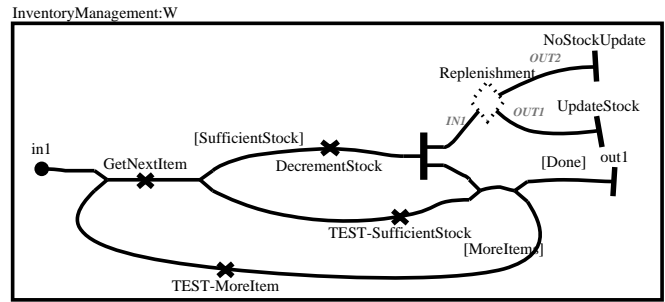 InventoryManagement:W
NoStockUpdate
OUT2
Replenishment
IN1
OUT1
UpdateStock
in1
[SufficientStock]
GetNextItem
DecrementStock
[Done]
out1
TEST-SufficientStock
[MoreItems]
TEST-MoreItem